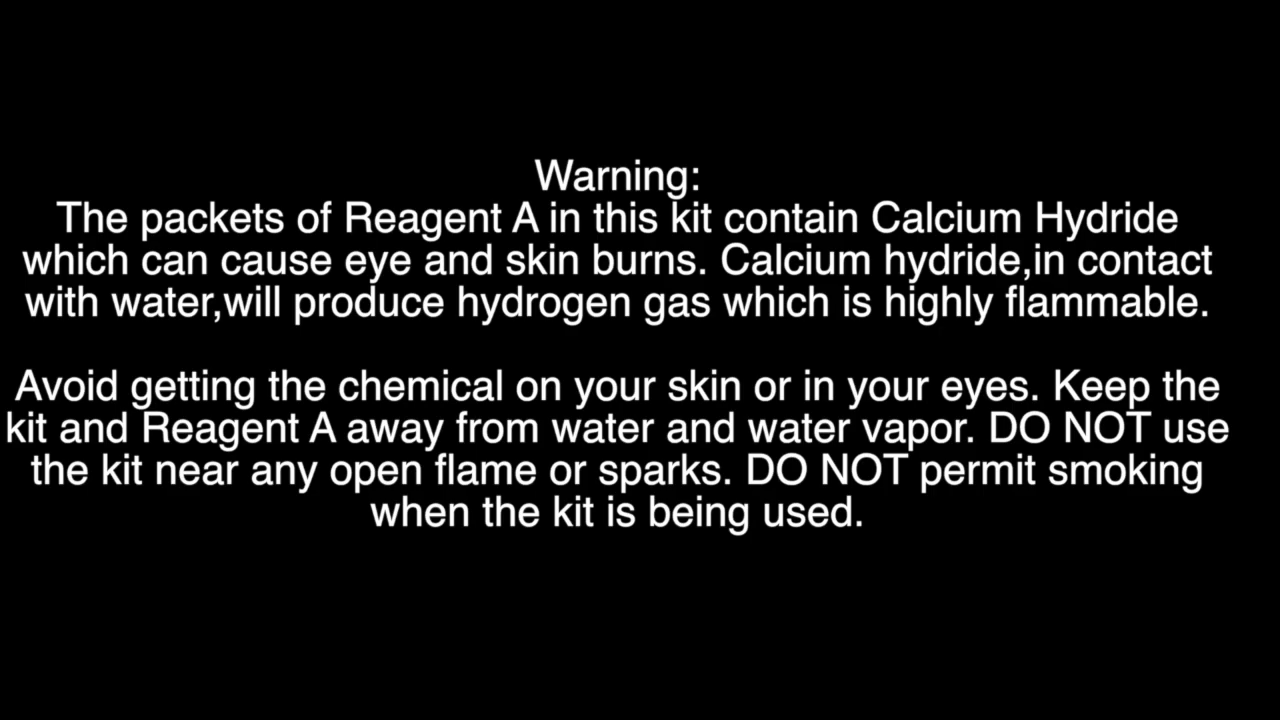 Warning:
The packets of Reagent A in this kit contain Calcium Hydride
which can cause eye and skin burns. Calcium hydride,in contact
with water,will produce hydrogen gas which is highly flammable.
Avoid getting the chemical on your skin or in your eyes. Keep the
kit and Reagent A away from water and water vapor. DO NOT use
the kit near any open flame or sparks. DO NOT permit smoking
when the kit is being used.